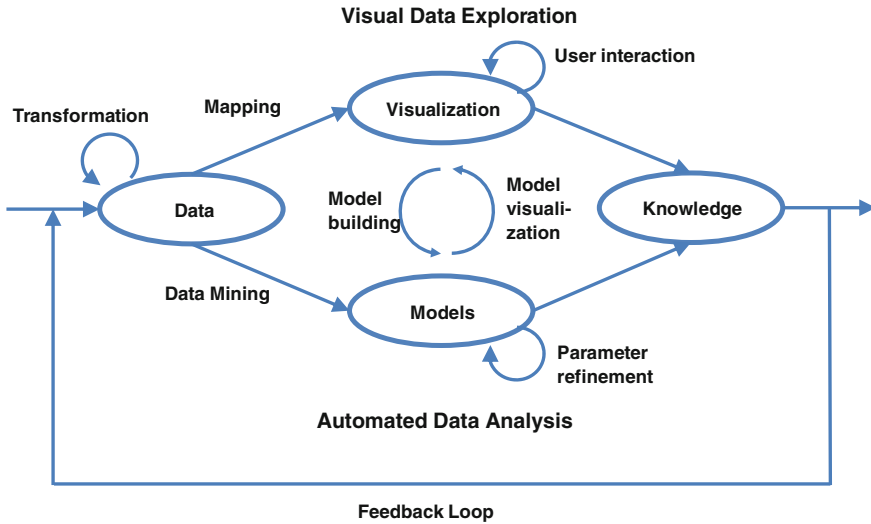 Visual Data Exploration
User interaction
Transformation
Mapping
Visualization
Data
Model
building
Model
visuali-
zation
Knowledge
Data Mining
Models
Parameter
refinement
Automated Data Analysis
Feedback Loop